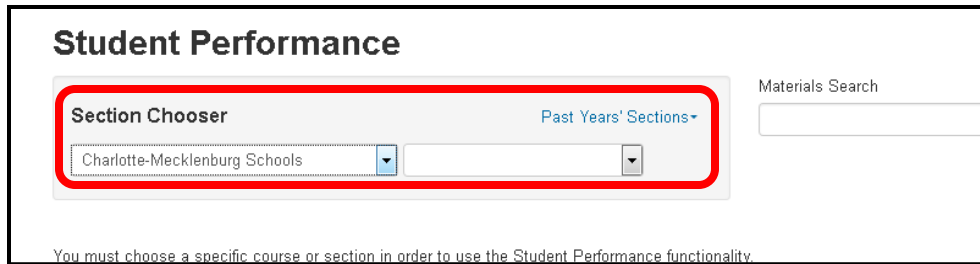 Student Performance
Materials Search
Section Chooser
Past Years' Sections
Charlotte-Mecklenburg Schools
You must choose a specific course or section in order to use the Student Performance functionality.